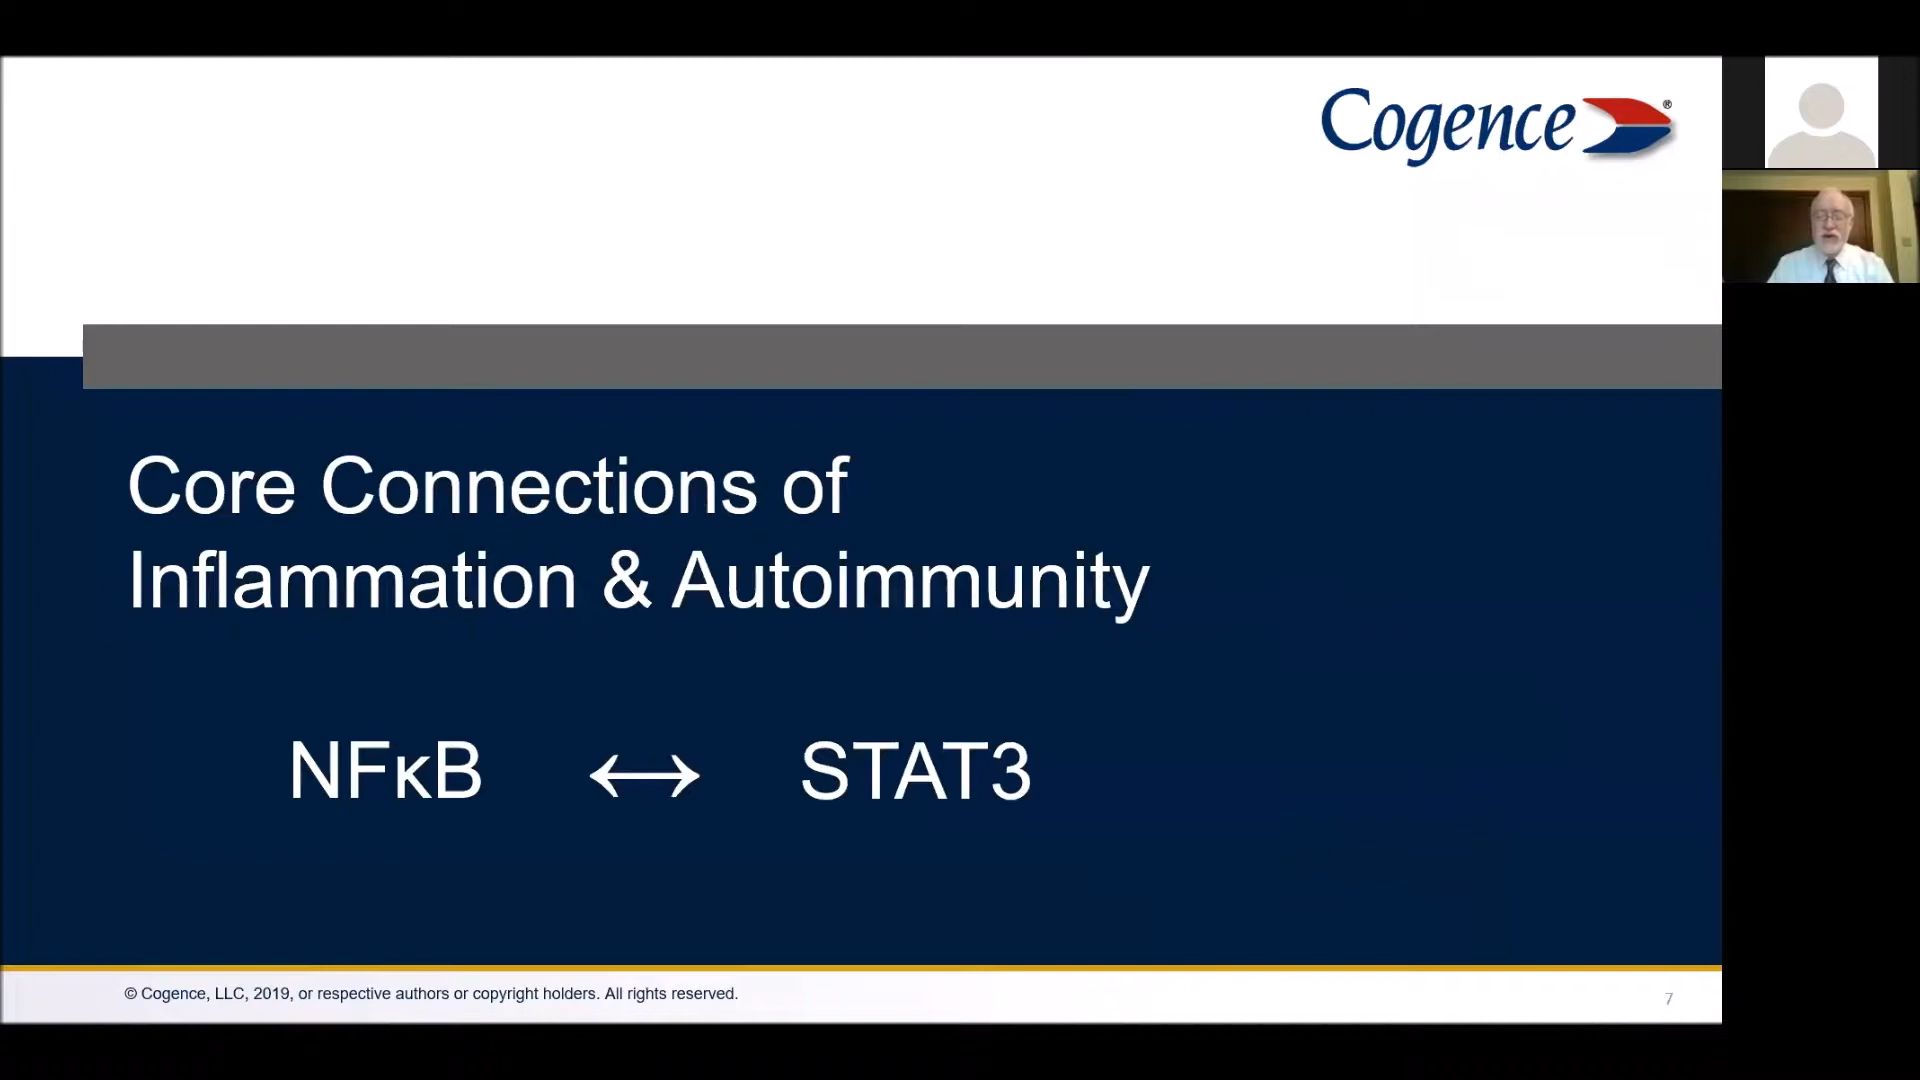 Cogence®
Core Connections of
Inflammation & Autoimmunity
NFκB ↔ STAT3
© Cogence, LLC, 2019, or respective authors or copyright holders. All rights reserved.
7